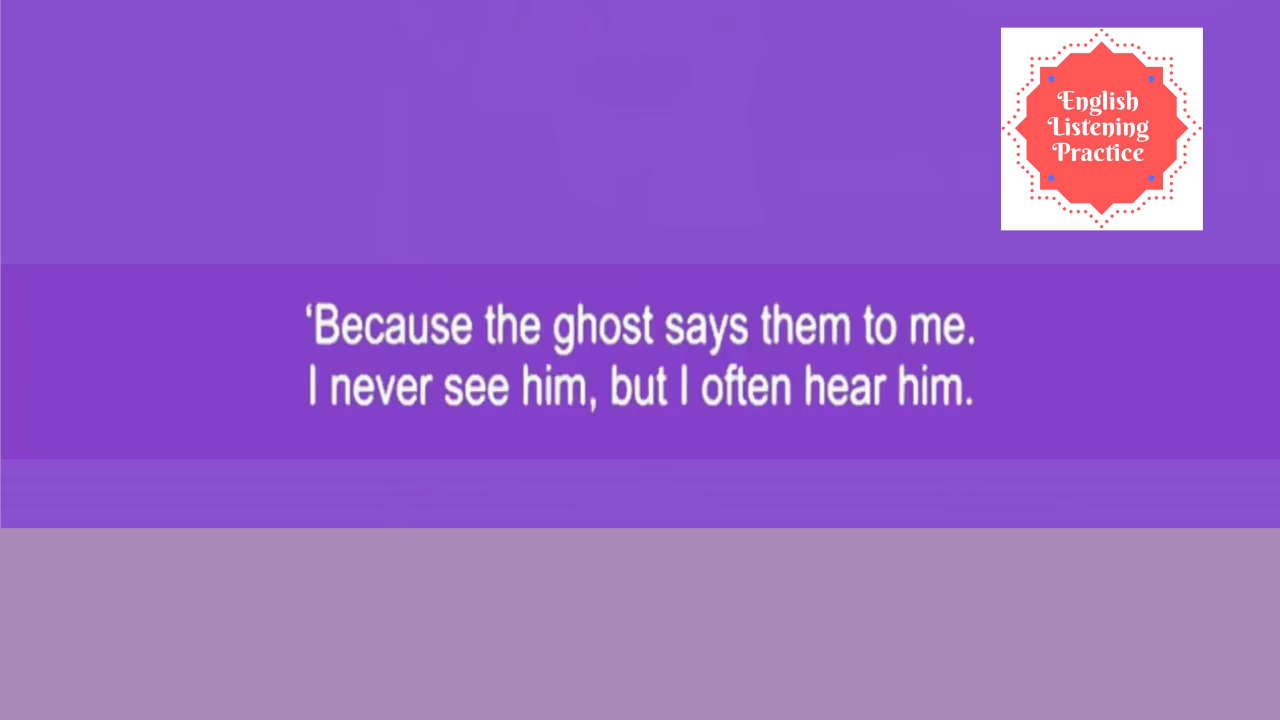 English
Listening
Practice
‘Because the ghost says them to me.
I never see him, but I often hear him.